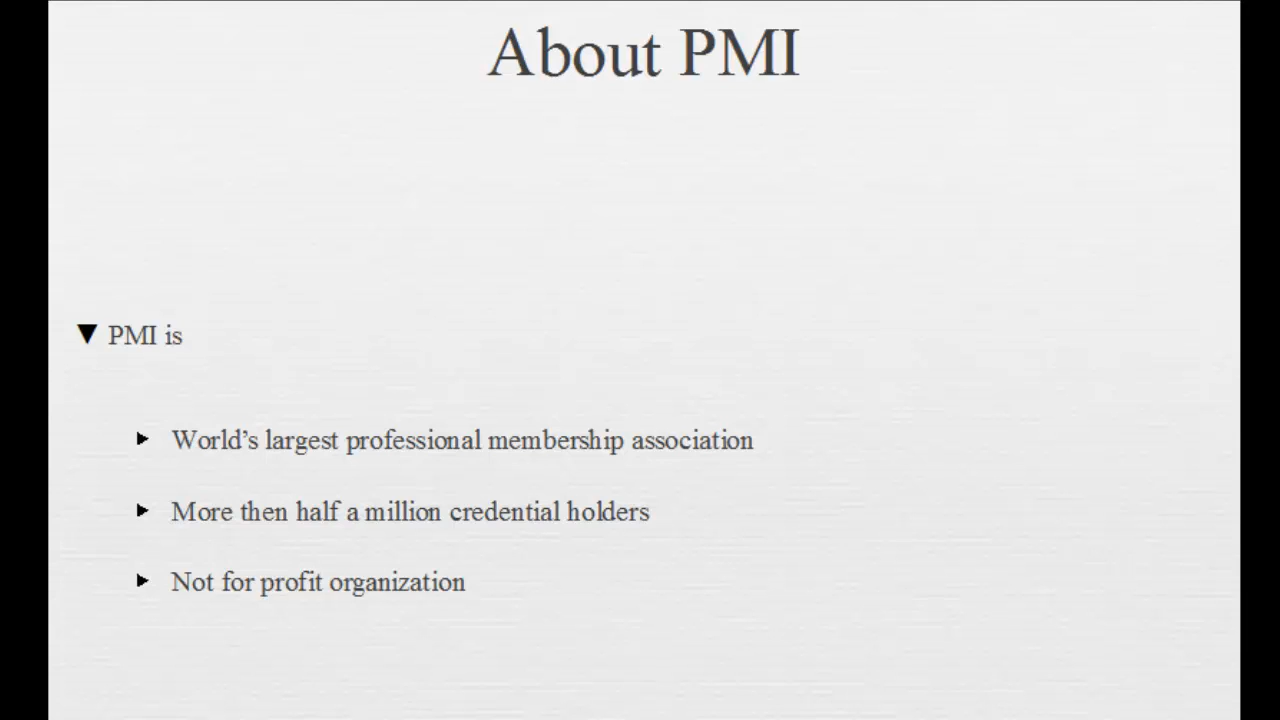 About PMI
PMI is
World’s largest professional membership association
More then half a million credential holders
Not for profit organization